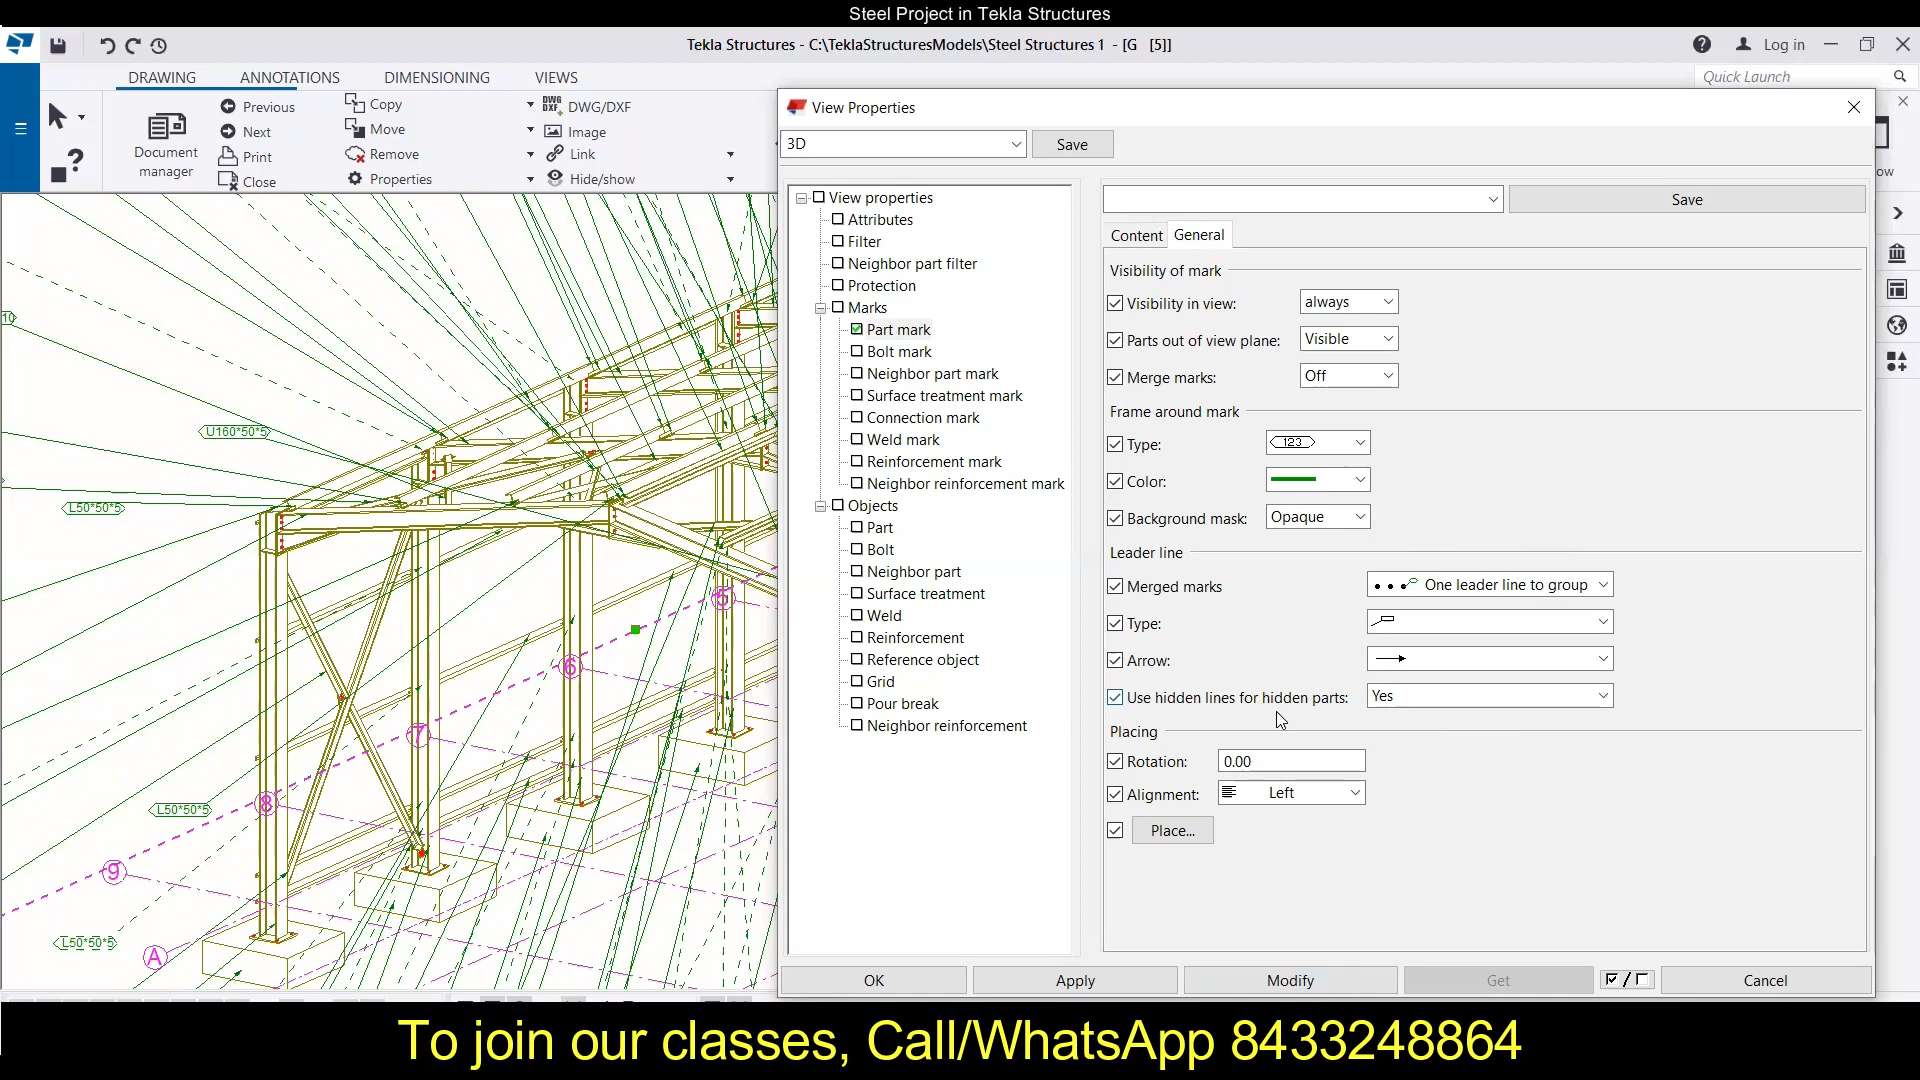 Steel Project in Tekla Structures
Tekla Structures - C:\TeklaStructuresModels\Steel Structures 1 - [G [5]]
Log in
DRAWING
ANNOTATIONS
DIMENSIONING
VIEWS
Quick Launch
Document manager
Previous
Next
Print
Close
Copy
Move
Remove
Properties
DWG/DXF
Image
Link
Hide/show
View Properties
3D
Save
View properties
Attributes
Filter
Neighbor part filter
Protection
Marks
Part mark
Bolt mark
Neighbor part mark
Surface treatment mark
Connection mark
Weld mark
Reinforcement mark
Neighbor reinforcement mark
Objects
Part
Bolt
Neighbor part
Surface treatment
Weld
Reinforcement
Reference object
Grid
Pour break
Neighbor reinforcement
Save
Content
General
Visibility of mark
Visibility in view: always
Parts out of view plane: Visible
Merge marks: Off
Frame around mark
Type: 123
Color:
Background mask: Opaque
Leader line
Merged marks One leader line to group
Type:
Arrow:
Use hidden lines for hidden parts: Yes
Placing
Rotation: 0.00
Alignment: Left
Place...
OK
Apply
Modify
Get
Cancel
10
U160*50*5
L50*50*5
5
6
7
8
L50*50*5
9
L50*50*5
A
To join our classes, Call/WhatsApp 8433248864